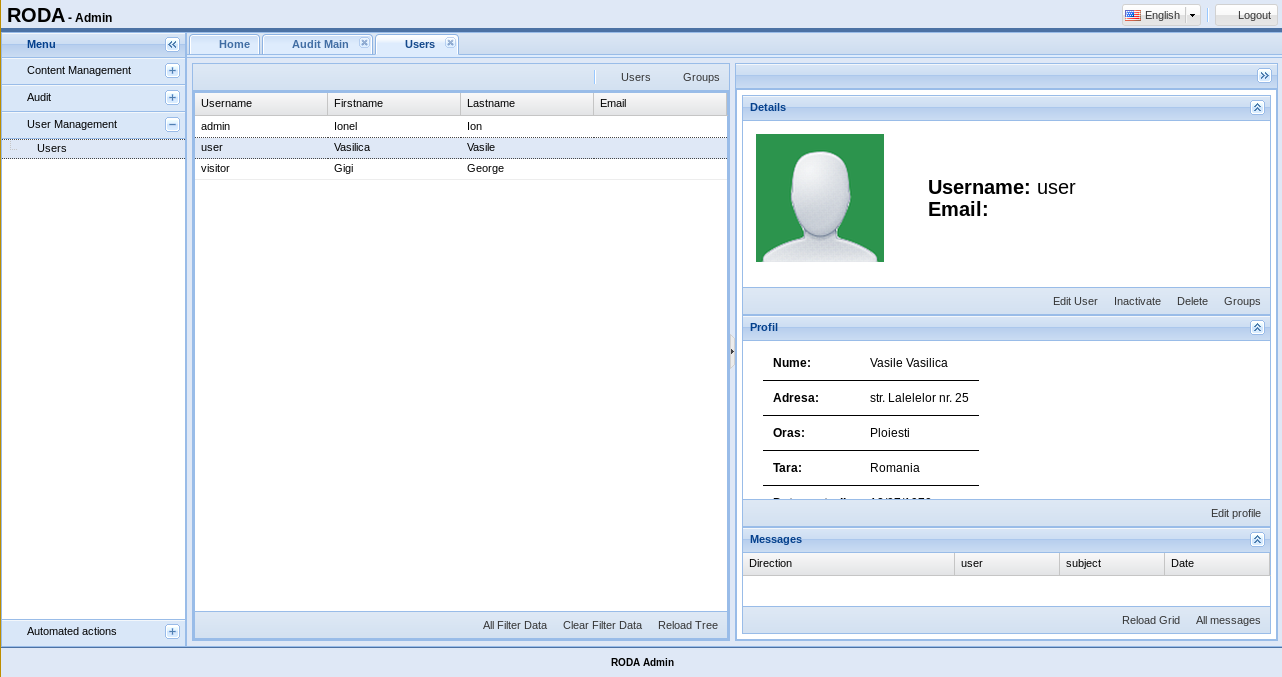 RODA - Admin
English
Logout
Menu
Content Management
Audit
User Management
Users
Automated actions
Home
Audit Main
Users
Users Groups
Username Firstname Lastname Email
admin Ionel Ion
user Vasilica Vasile
visitor Gigi George
All Filter Data Clear Filter Data Reload Tree
Details
Username: user
Email:
Edit User Inactivate Delete Groups
Profil
Nume: Vasile Vasilica
Adresa: str. Lalelelor nr. 25
Oras: Ploiesti
Tara: Romania
Edit profile
Messages
Direction user subject Date
Reload Grid All messages
RODA Admin